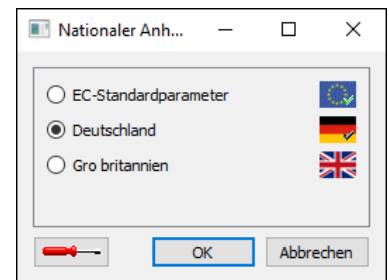 Nationaler Anh...
EC-Standardparameter
Deutschland
Gro britannien
OK Abbrechen